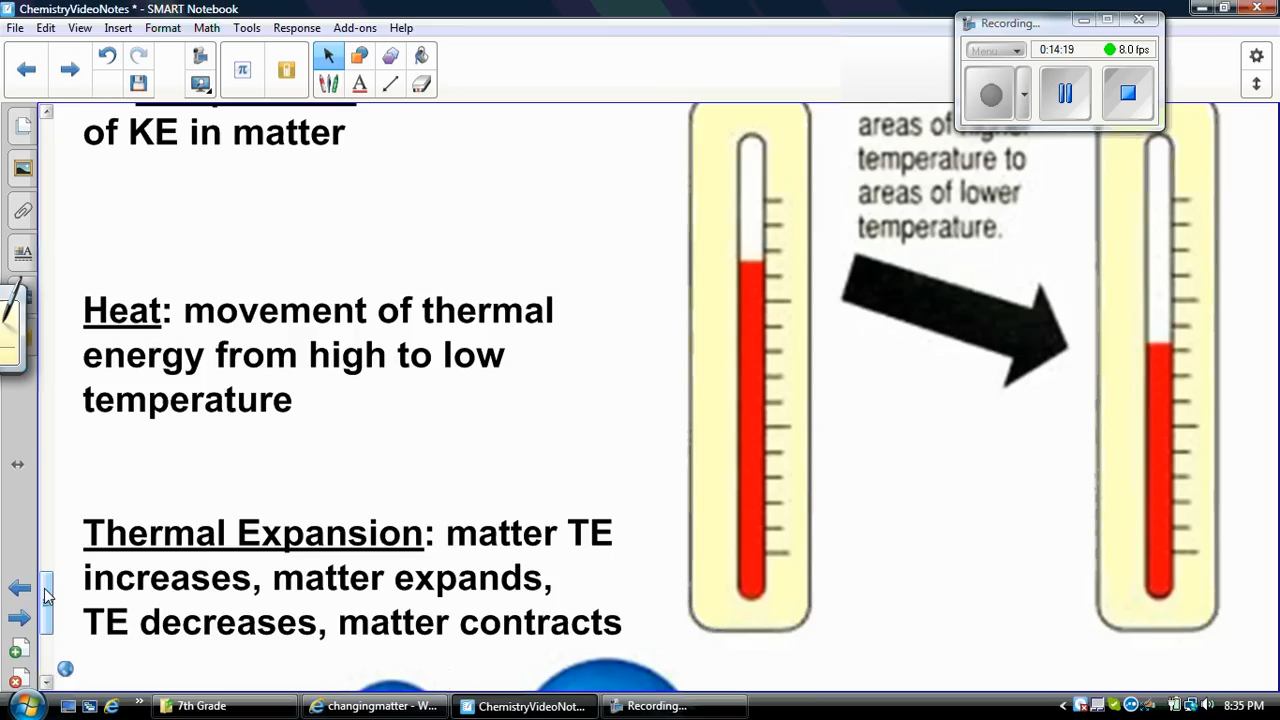 ChemistryVideoNotes * - SMART Notebook
File Edit View Insert Format Math Tools Response Add-ons Help
Recording...
Menu 0:14:19 8.0 fps
of KE in matter
areas of higher
temperature to
areas of lower
temperature.
Heat: movement of thermal
energy from high to low
temperature
Thermal Expansion: matter TE
increases, matter expands,
TE decreases, matter contracts
7th Grade changingmatter - W... ChemistryVideoNot... Recording... 8:35 PM